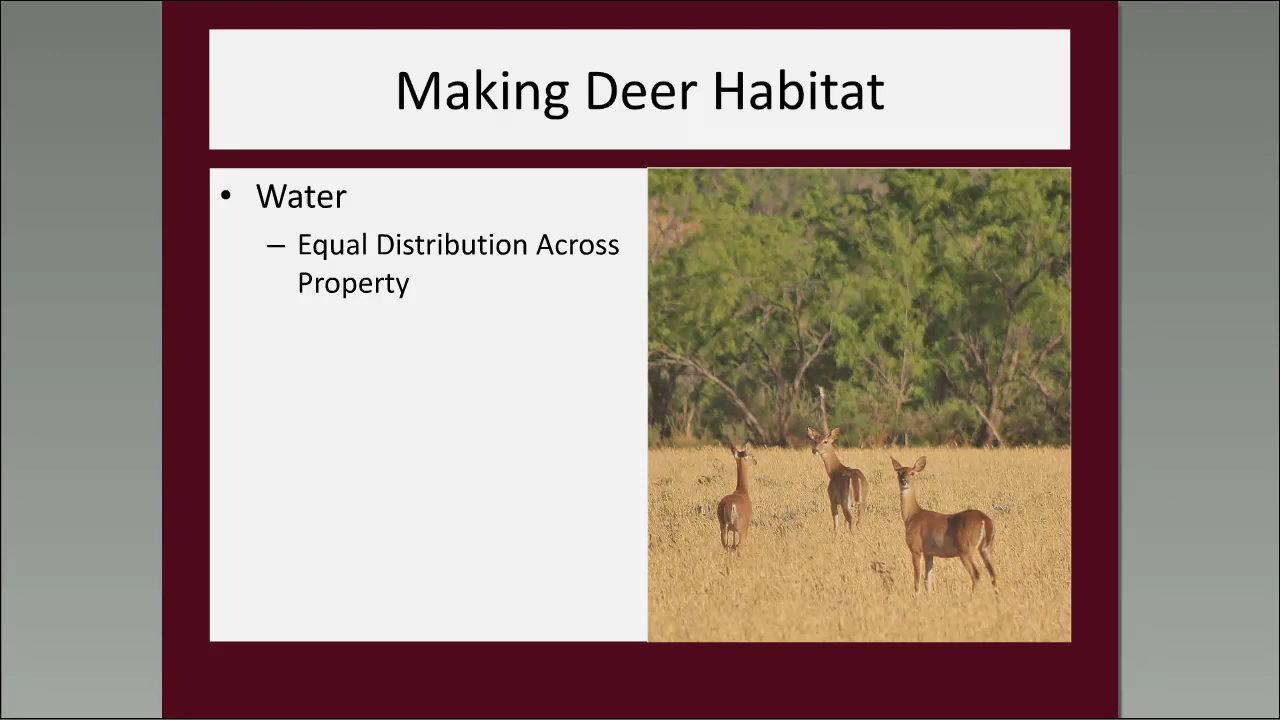 Making Deer Habitat
• Water
– Equal Distribution Across
Property